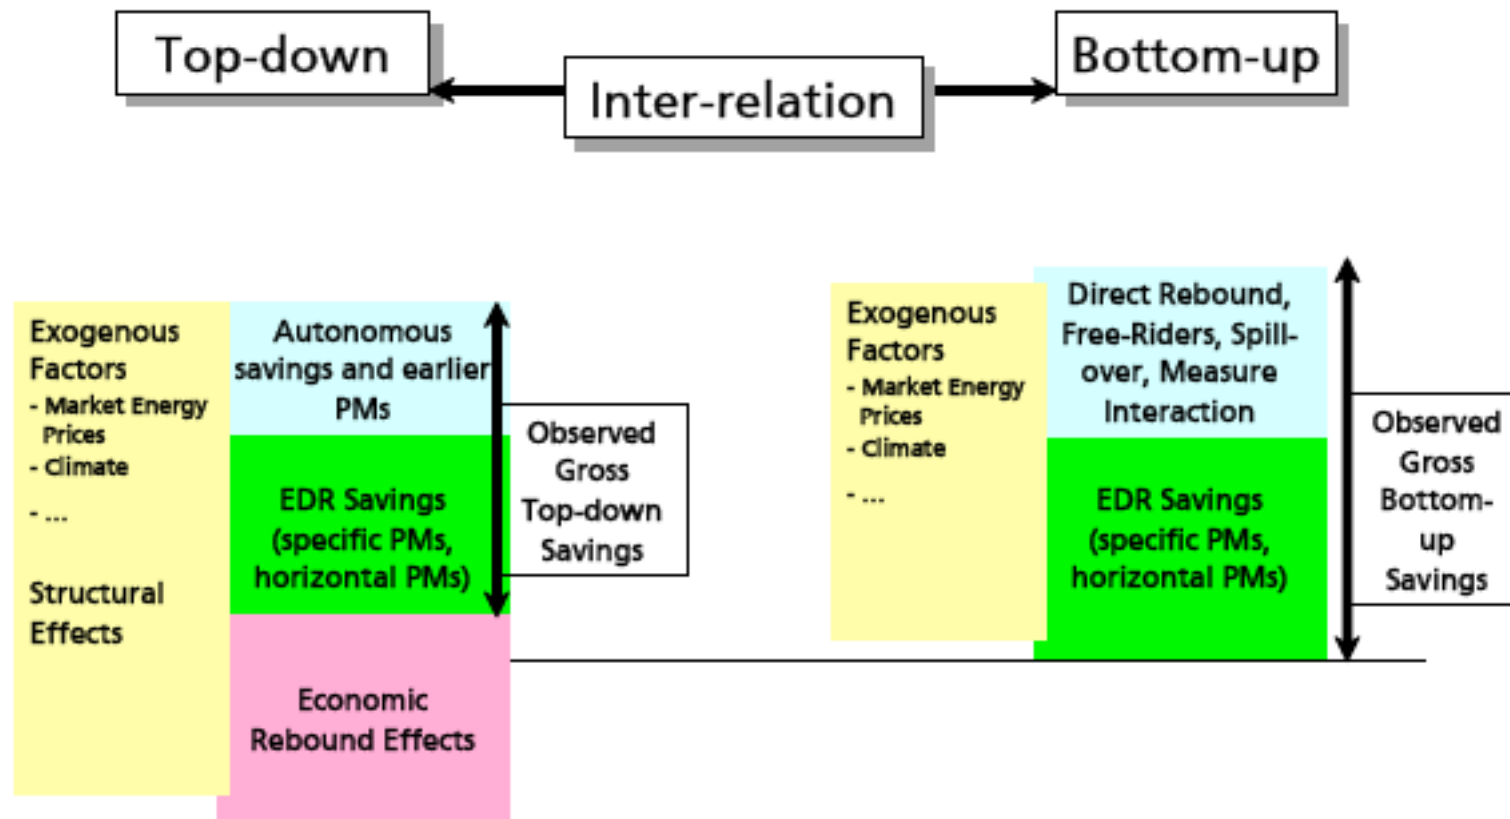 Top-down
Inter-relation
Bottom-up
Exogenous
Factors
- Market Energy
Prices
- Climate
- ...
Structural
Effects
Autonomous
savings and earlier
PMs
EDR Savings
(specific PMs,
horizontal PMs)
Economic
Rebound Effects
Observed
Gross
Top-down
Savings
Exogenous
Factors
- Market Energy
Prices
- Climate
- ...
Direct Rebound,
Free-Riders, Spill-
over, Measure
Interaction
EDR Savings
(specific PMs,
horizontal PMs)
Observed
Gross
Bottom-
up
Savings